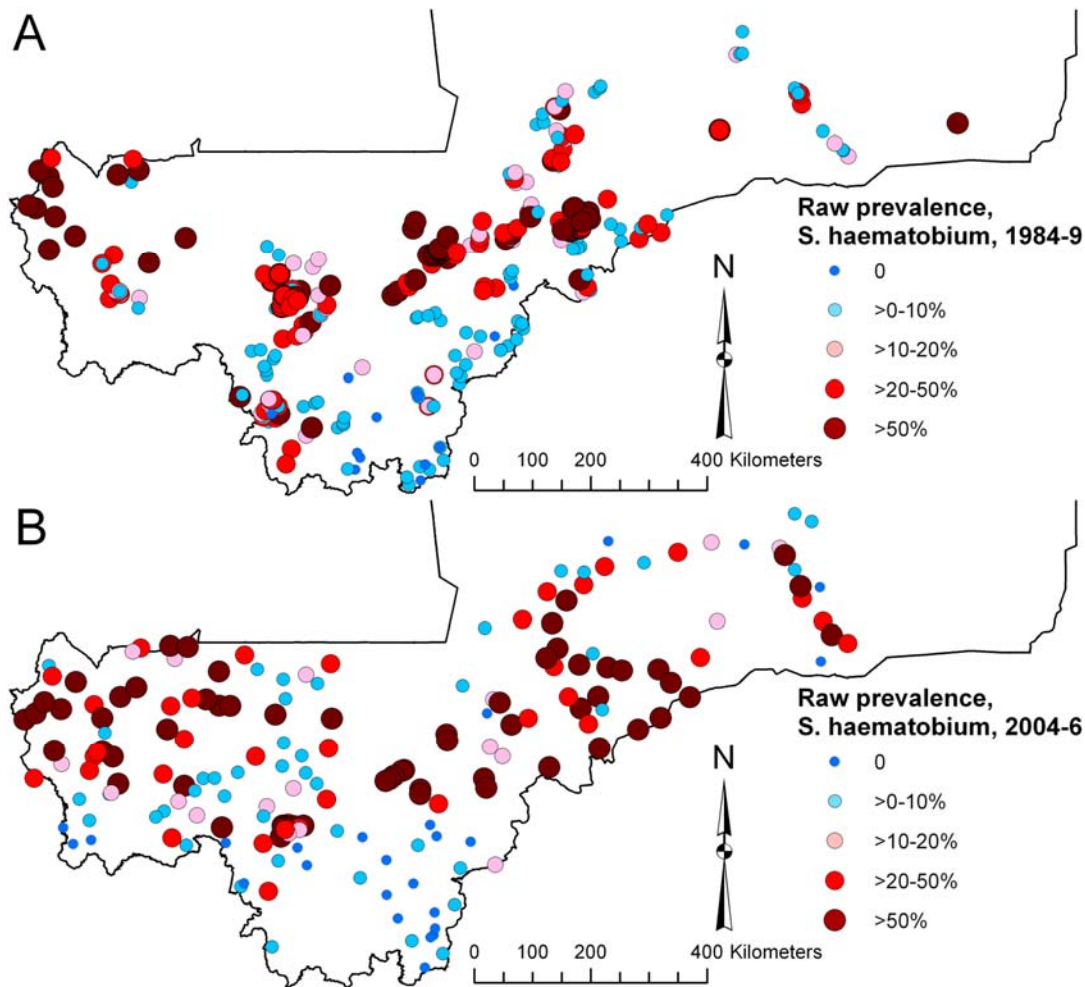 A
Raw prevalence,
S. haematobium, 1984-9
N
0
>0-10%
>10-20%
>20-50%
>50%
0 100 200 400 Kilometers
B
Raw prevalence,
S. haematobium, 2004-6
N
0
>0-10%
>10-20%
>20-50%
>50%
0 100 200 400 Kilometers